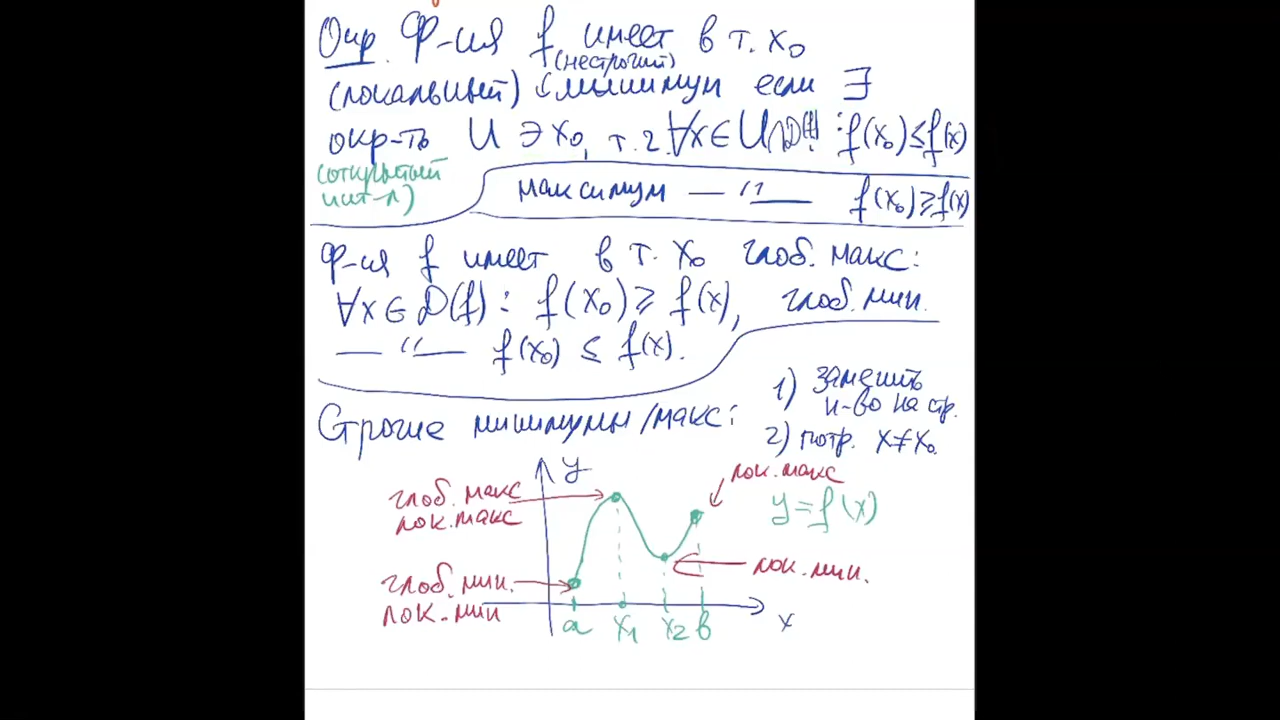 Опр. Ф-ия f имеет в т. x₀
(нестрогий)
(локальный) минимум если ∃
окр-ть U ∋ x₀, т.ч. ∀x ∈ U∩D(f): f(x₀) ≤ f(x)
(открытый
инт-л)
максимум — ″ — f(x₀) ≥ f(x)
Ф-ия f имеет в т. x₀ глоб. макс:
∀x ∈ D(f): f(x₀) ≥ f(x), глоб. мин.
— ″ — f(x₀) ≤ f(x).
1) заменить
н-во на стр.
Строгие минимумы/макс:
2) потр. x ≠ x₀.
y
лок. макс
глоб. макс
лок. макс
y = f(x)
лок. мин.
глоб. мин.
лок. мин
a x₁ x₂ b x